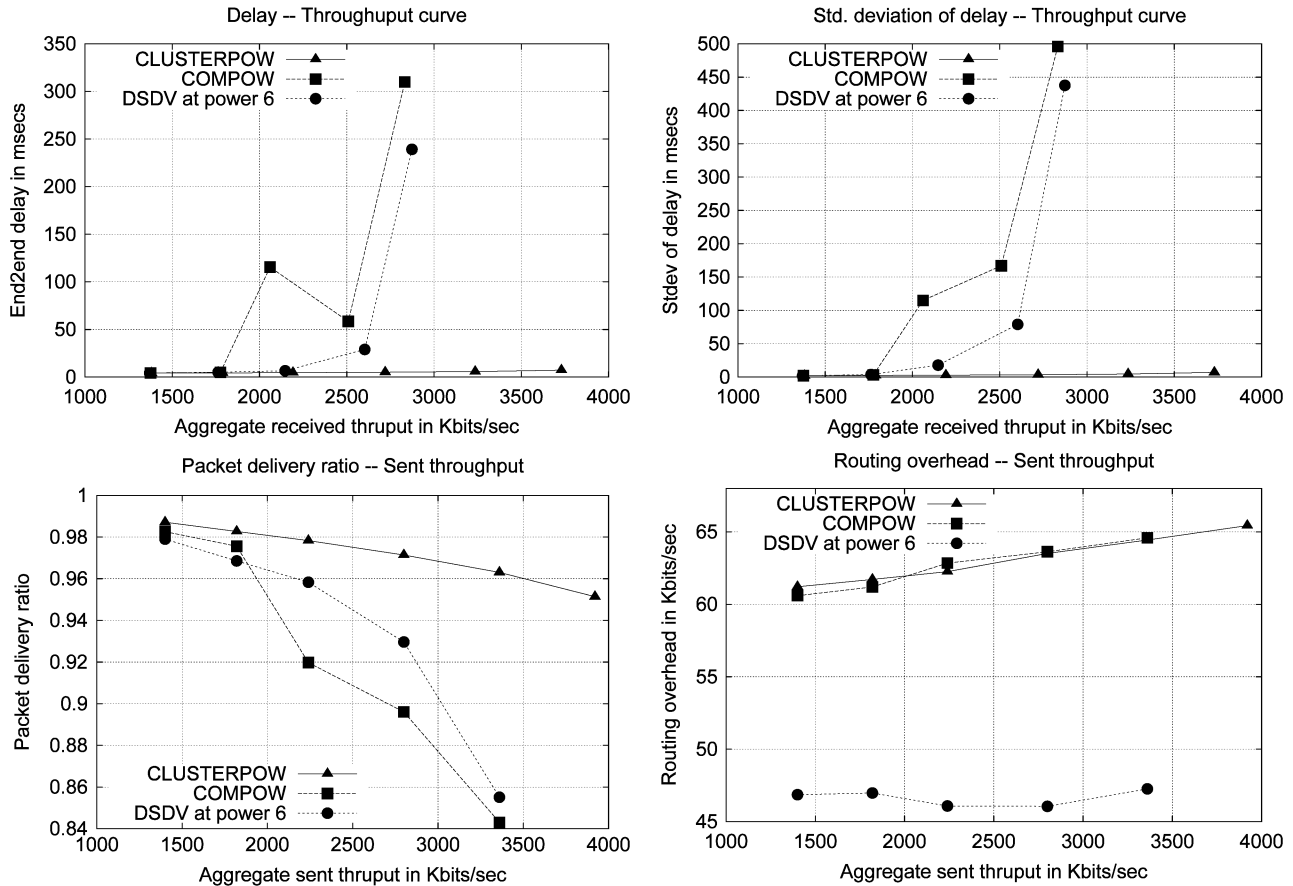 Delay -- Throughuput curve
350
300
250
200
150
100
50
0
CLUSTERPOW
COMPOW
DSDV at power 6
End2end delay in msecs
1000 1500 2000 2500 3000 3500 4000
Aggregate received thruput in Kbits/sec
Std. deviation of delay -- Throughput curve
500
450
400
350
300
250
200
150
100
50
0
CLUSTERPOW
COMPOW
DSDV at power 6
Stdev of delay in msecs
1000 1500 2000 2500 3000 3500 4000
Aggregate received thruput in Kbits/sec
Packet delivery ratio -- Sent throughput
1
0.98
0.96
0.94
0.92
0.9
0.88
0.86
0.84
Packet delivery ratio
CLUSTERPOW
COMPOW
DSDV at power 6
1000 1500 2000 2500 3000 3500 4000
Aggregate sent thruput in Kbits/sec
Routing overhead -- Sent throughput
65
60
55
50
45
CLUSTERPOW
COMPOW
DSDV at power 6
Routing overhead in Kbits/sec
1000 1500 2000 2500 3000 3500 4000
Aggregate sent thruput in Kbits/sec